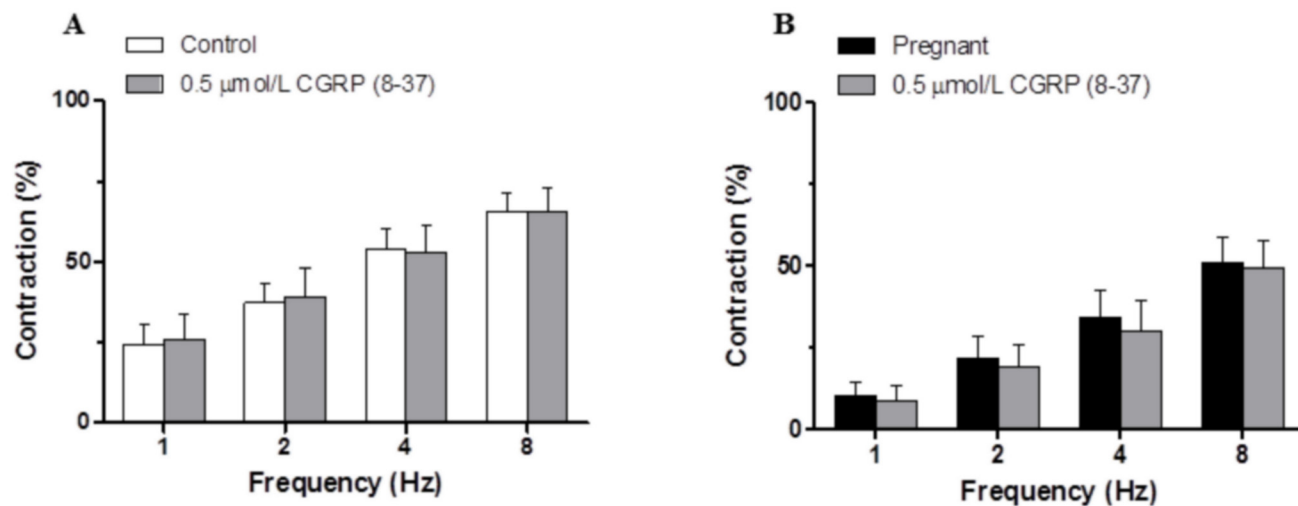 A
Control
0.5 μmol/L CGRP (8-37)
100
50
0
Contraction (%)
1 2 4 8
Frequency (Hz)
B
Pregnant
0.5 μmol/L CGRP (8-37)
100
50
0
Contraction (%)
1 2 4 8
Frequency (Hz)